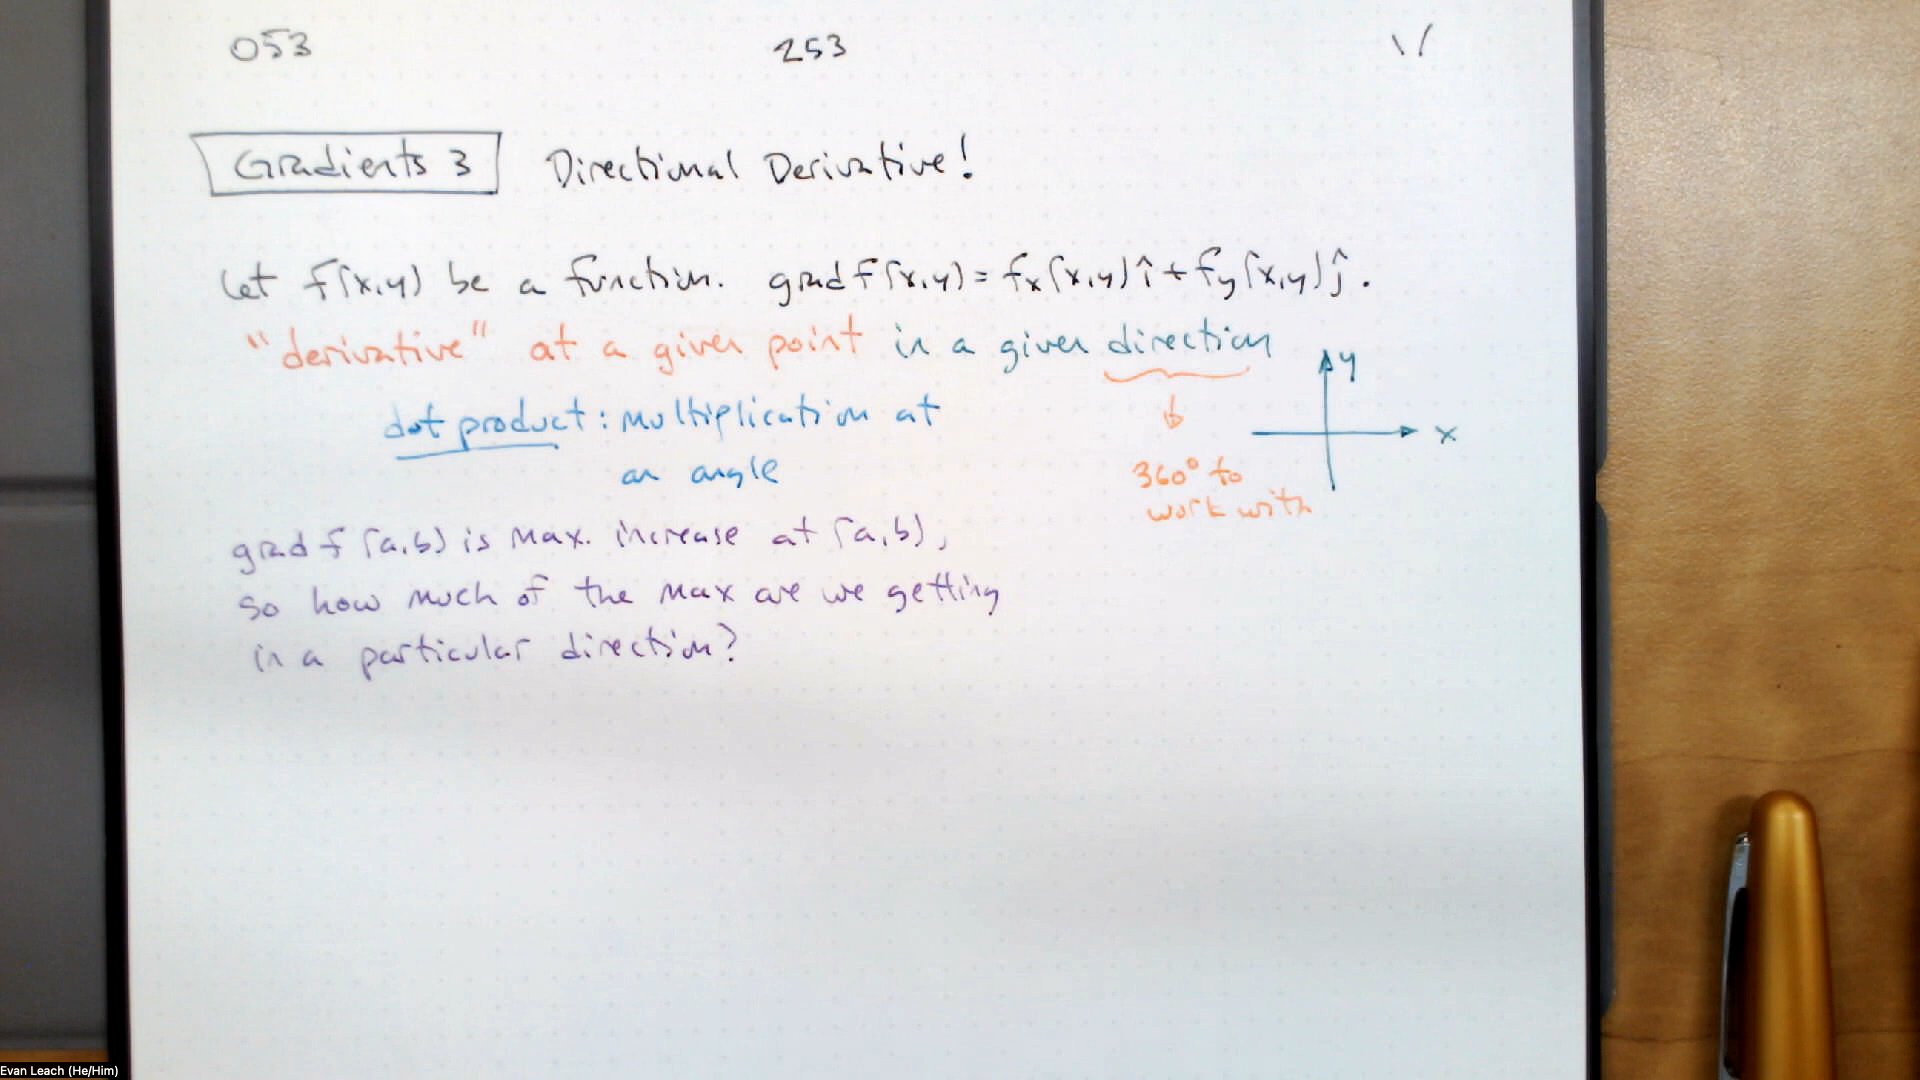 053 253 V
Gradients 3 Directional Derivative!
Let f(x,y) be a function. grad f(x,y) = fₓ(x,y) î + f_y(x,y) ĵ.
"derivative" at a given point in a given direction
y
x
dot product: multiplication at
an angle
360° to
work with
grad f (a,b) is max. increase at (a,b),
so how much of the max are we getting
in a particular direction?
Evan Leach (He/Him)